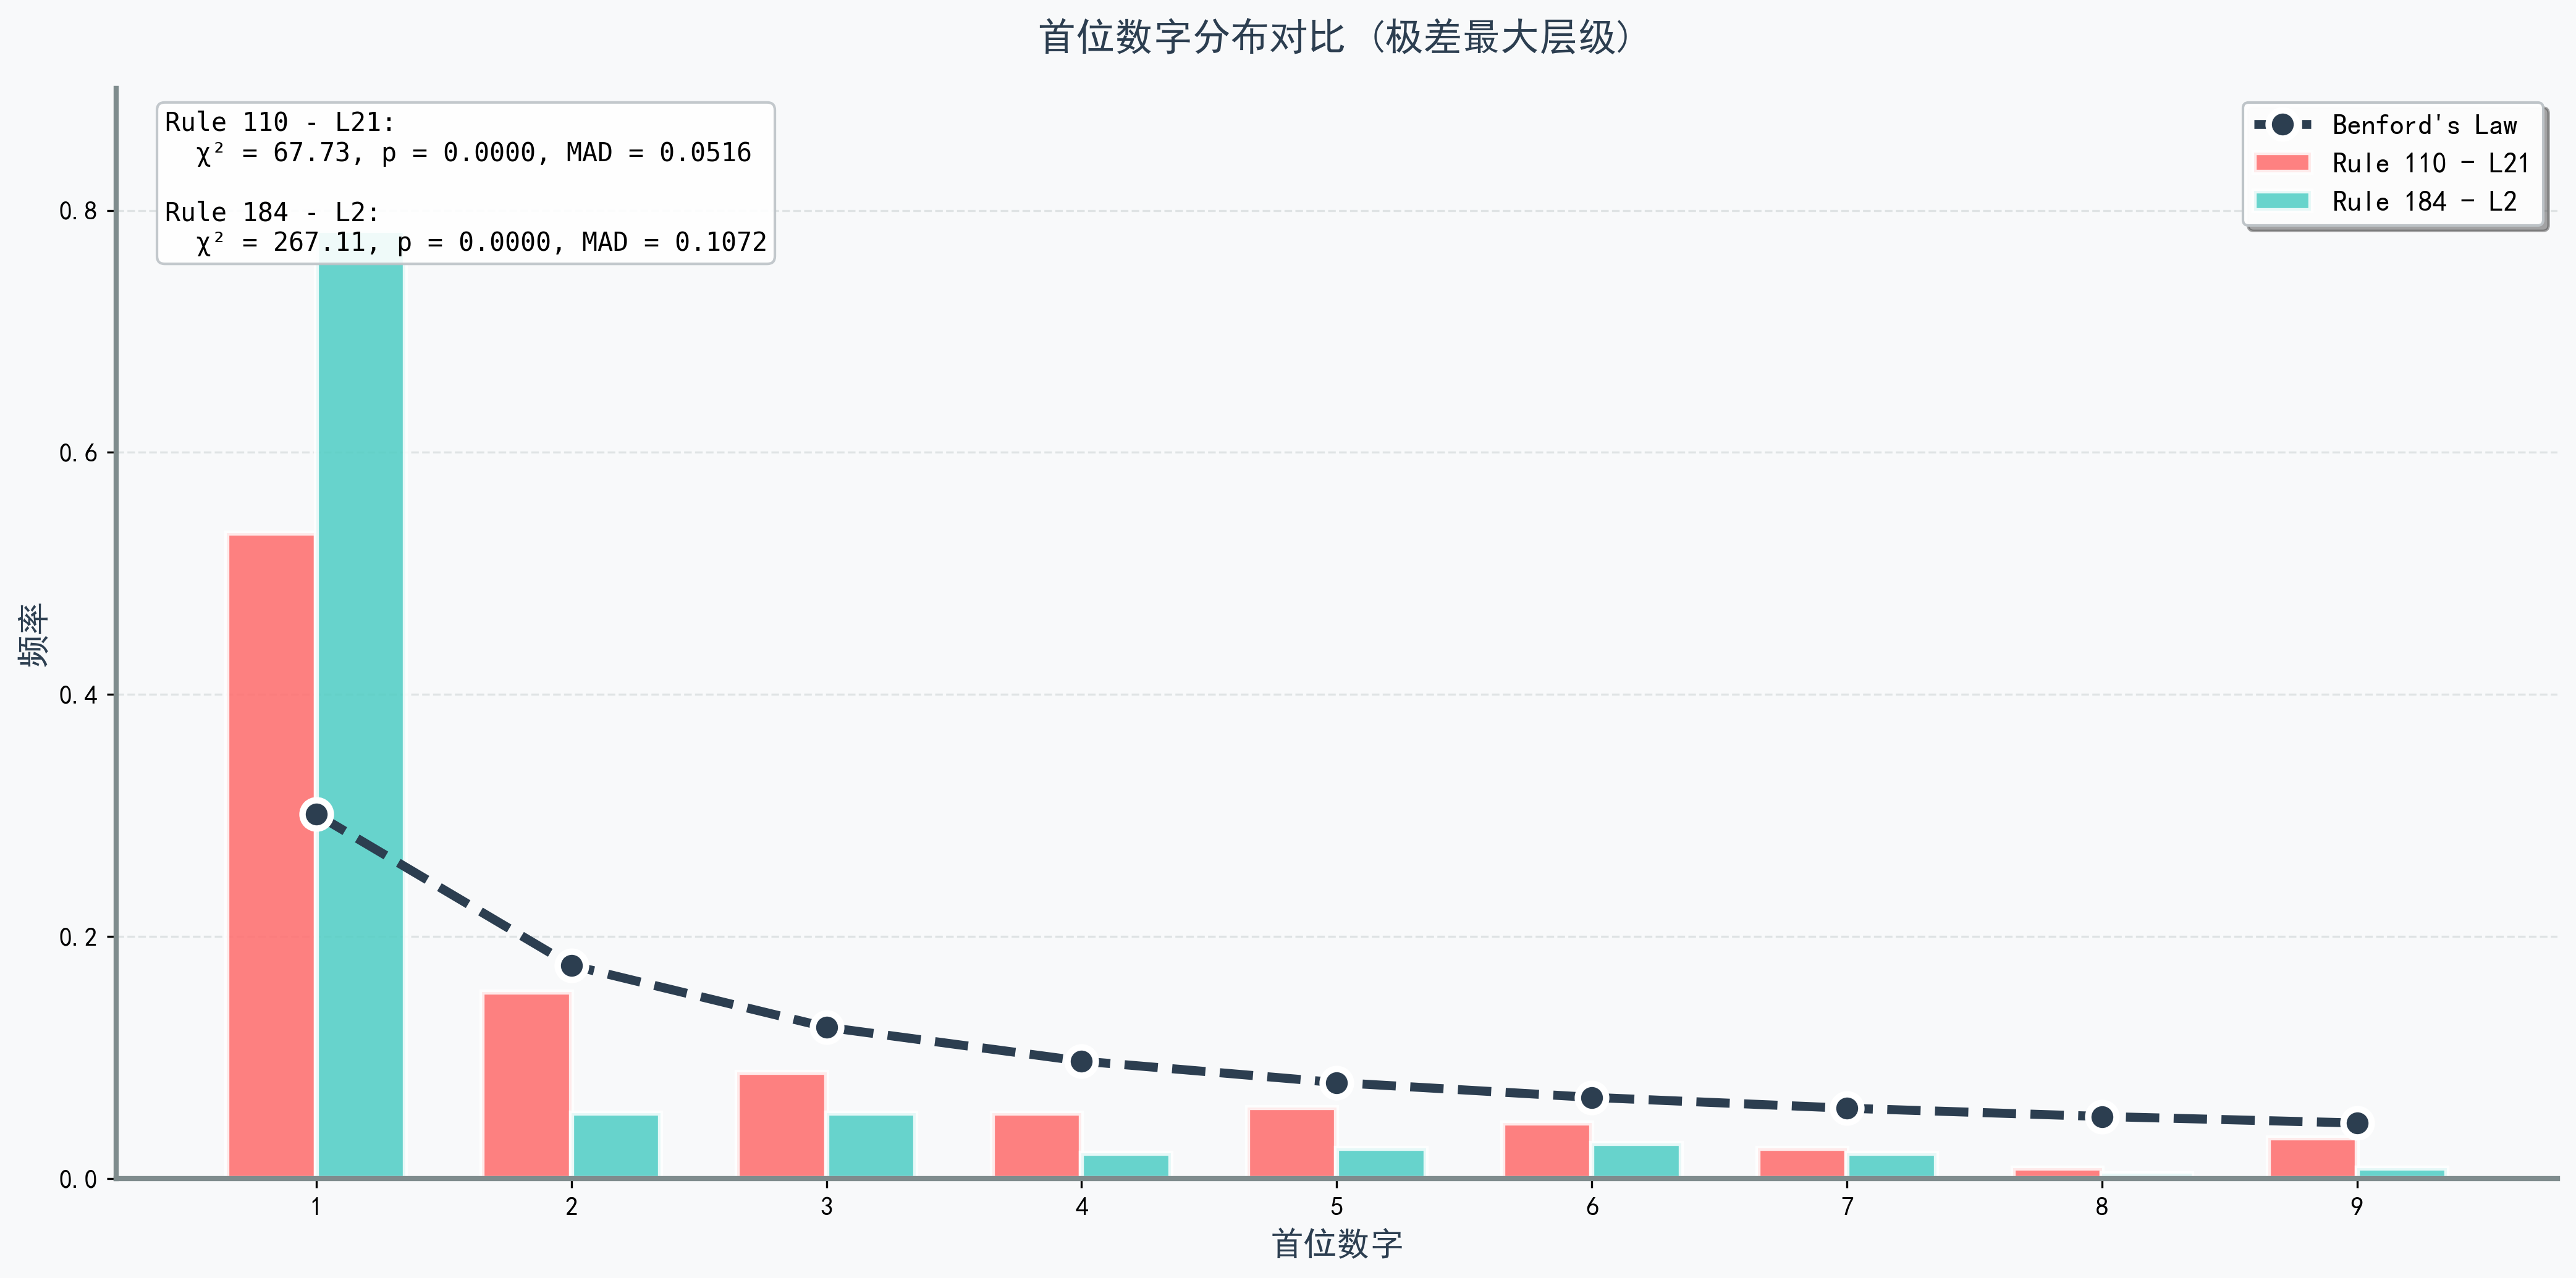 首位数字分布对比 (极差最大层级)
Rule 110 - L21:
χ² = 67.73, p = 0.0000, MAD = 0.0516
Rule 184 - L2:
χ² = 267.11, p = 0.0000, MAD = 0.1072
Benford's Law
Rule 110 - L21
Rule 184 - L2
频率
0.8
0.6
0.4
0.2
0.0
1 2 3 4 5 6 7 8 9
首位数字